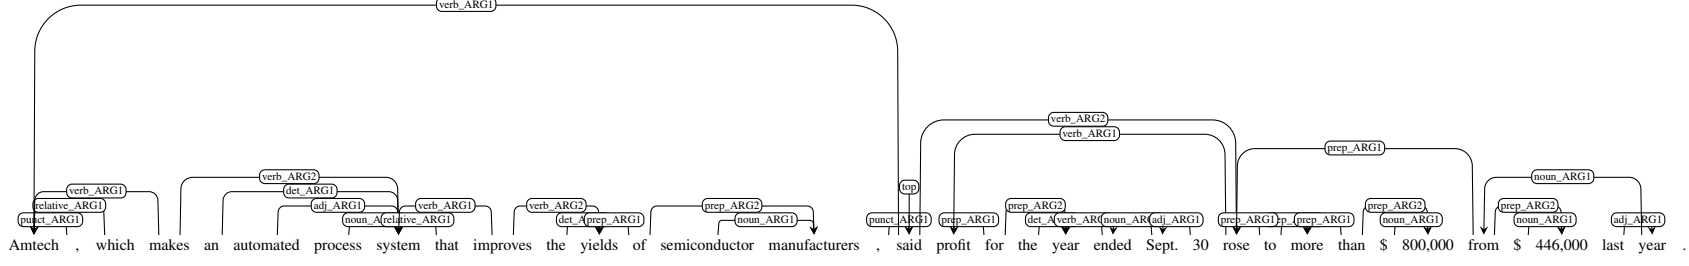 verb_ARG1
verb_ARG2
verb_ARG1
prep_ARG1
verb_ARG2
noun_ARG1
top
verb_ARG1 det_ARG1
relative_ARG1 adj_ARG1 verb_ARG1 verb_ARG2 prep_ARG2 prep_ARG2 prep_ARG2 prep_ARG2
punct_ARG1 relative_ARG1 prep_ARG1 noun_ARG1 punct_ARG1 prep_ARG1 adj_ARG1 prep_ARG1 prep_ARG1 noun_ARG1 noun_ARG1 adj_ARG1
Amtech , which makes an automated process system that improves the yields of semiconductor manufacturers , said profit for the year ended Sept. 30 rose to more than $ 800,000 from $ 446,000 last year .